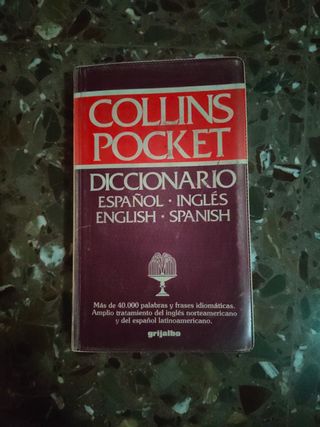 COLLINS
POCKET
DICCIONARIO
ESPAÑOL · INGLÉS
ENGLISH · SPANISH
Más de 40.000 palabras y frases idiomáticas.
Amplio tratamiento del inglés norteamericano
y del español latinoamericano.
grijalbo